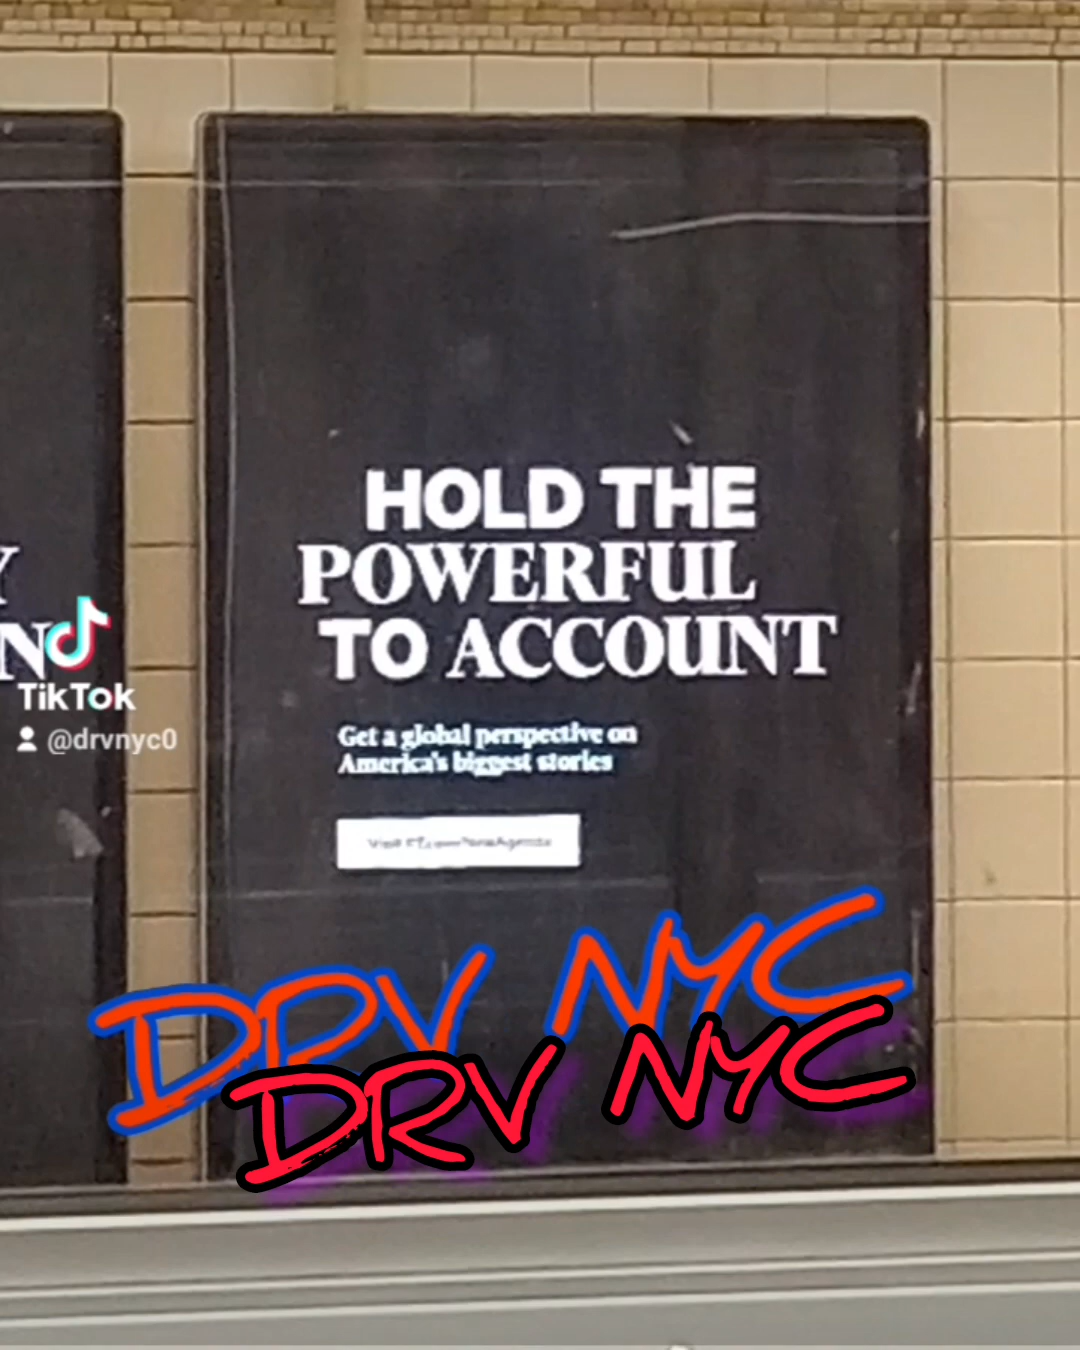 HOLD THE
POWERFUL
TO ACCOUNT
Get a global perspective on
America's biggest stories
Y
N
TikTok
@drvnyc0
DRV NYC
DRV NYC